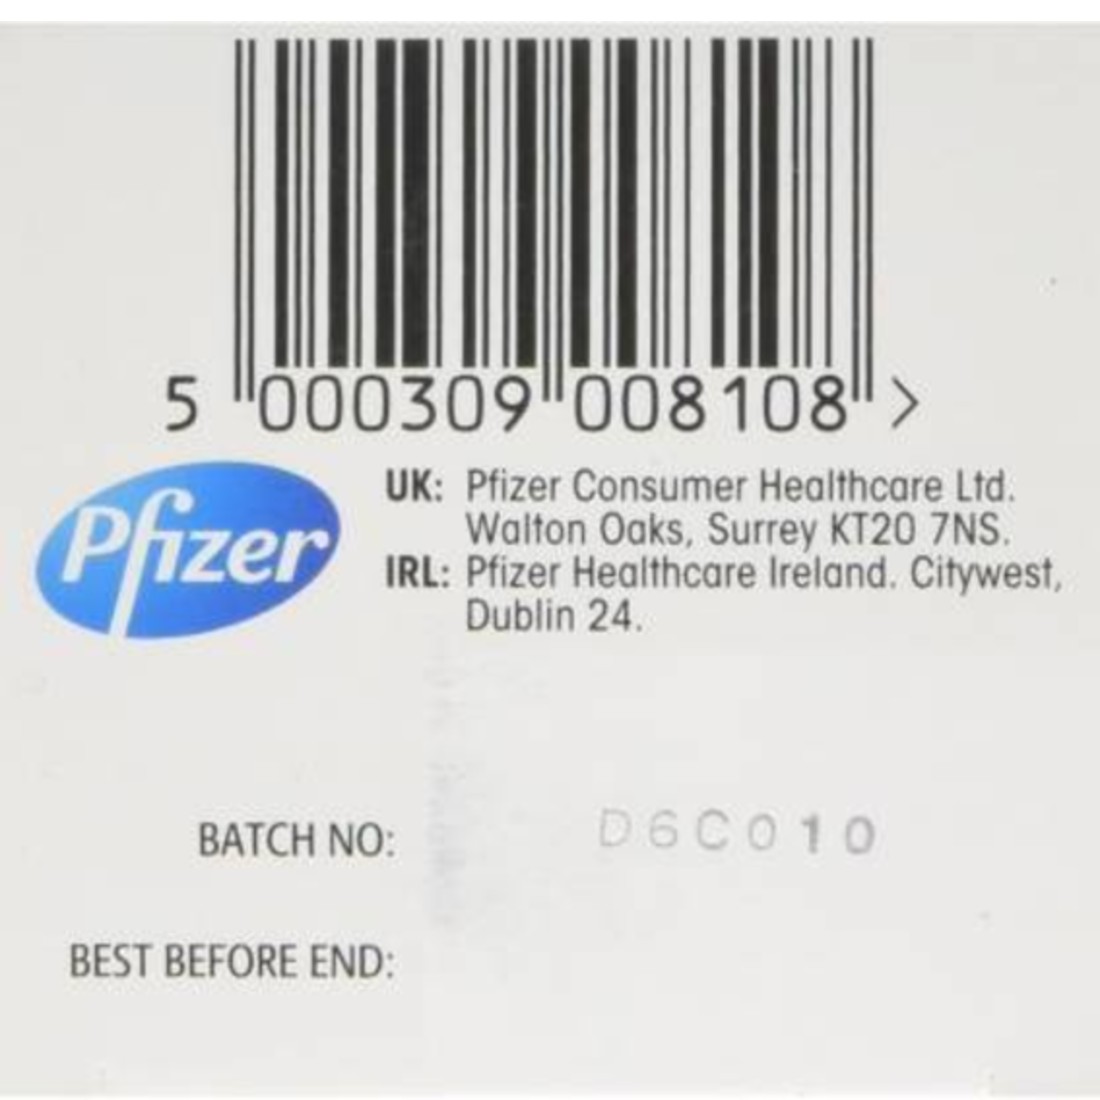 5 000309 008108 >
Pfizer
UK: Pfizer Consumer Healthcare Ltd.
Walton Oaks, Surrey KT20 7NS.
IRL: Pfizer Healthcare Ireland. Citywest,
Dublin 24.
BATCH NO: D6C010
BEST BEFORE END: